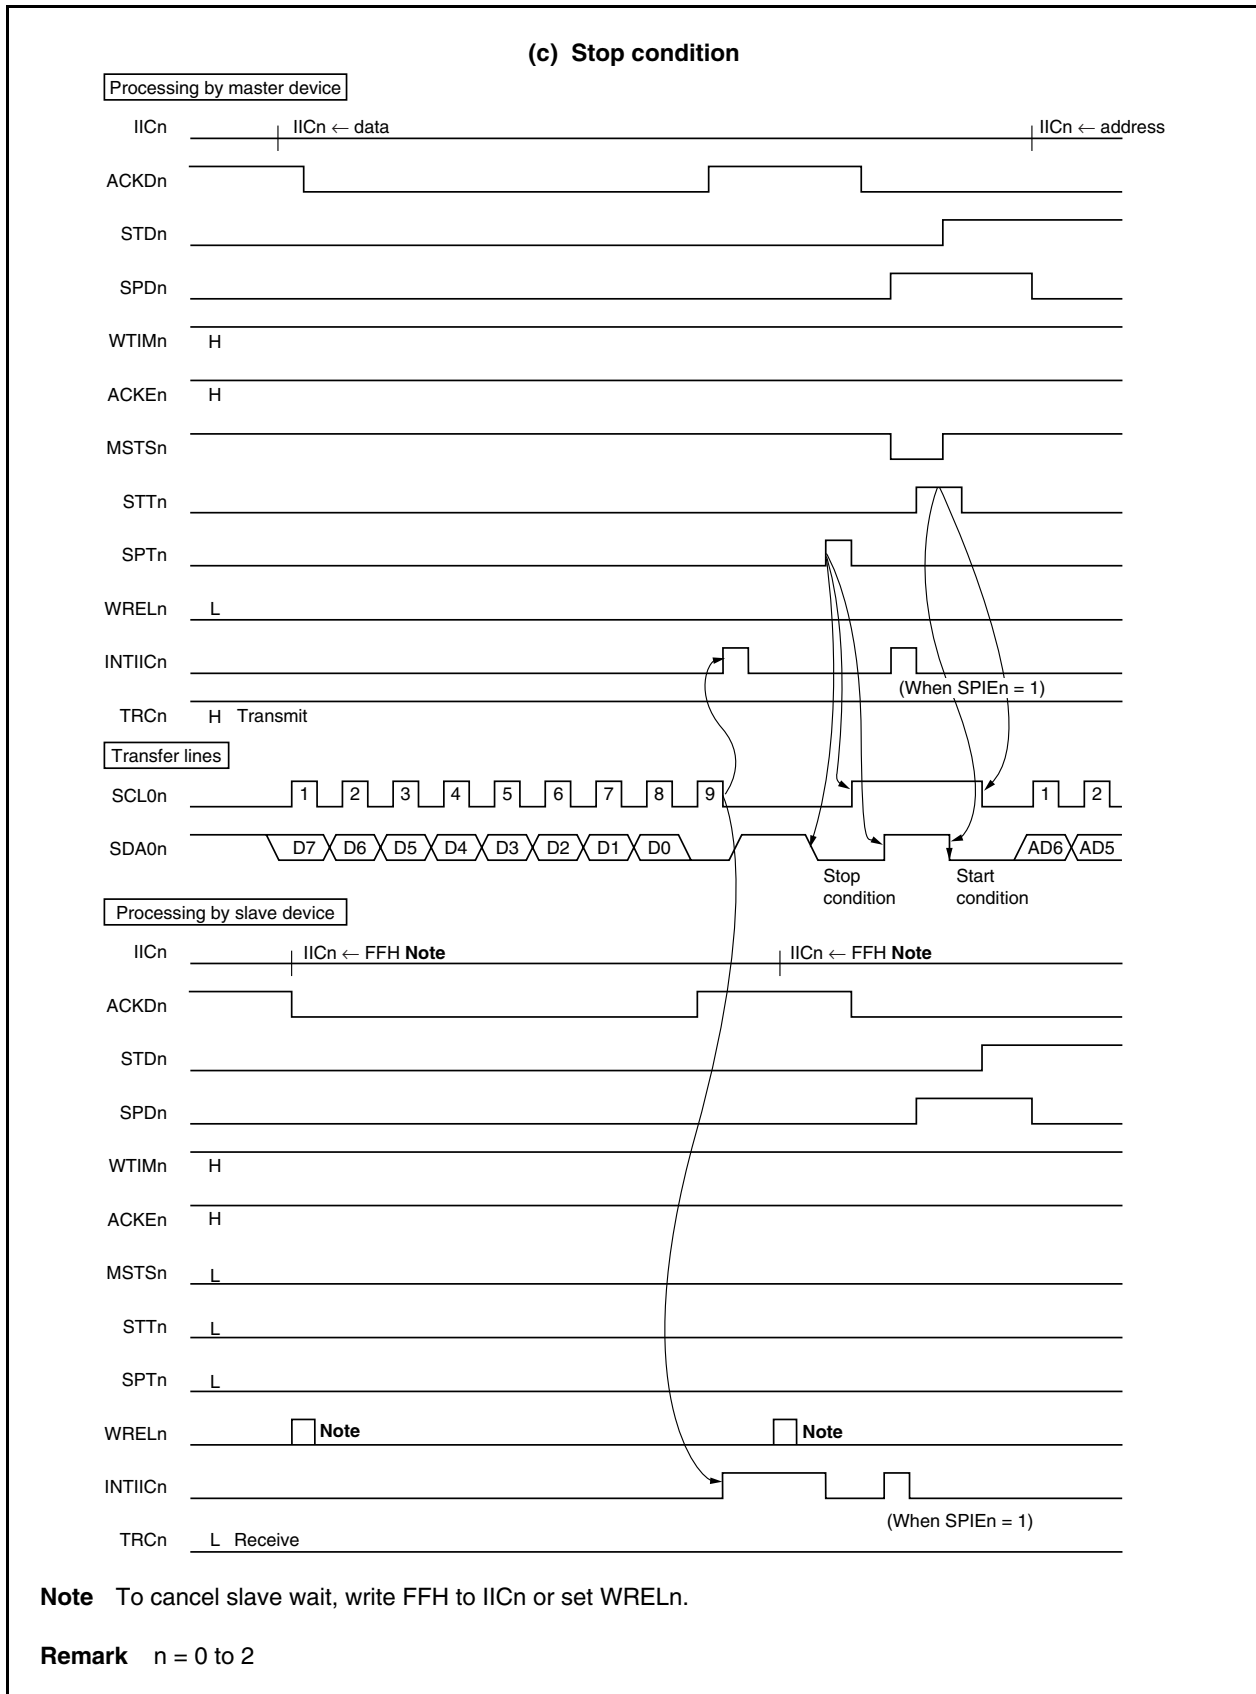 (c) Stop condition
Processing by master device
IICn IICn ← data IICn ← address
ACKDn
STDn
SPDn
WTIMn H
ACKEn H
MSTSn
STTn
SPTn
WRELn L
INTIICn
(When SPIEn = 1)
TRCn H Transmit
Transfer lines
SCL0n 1 2 3 4 5 6 7 8 9 1 2
SDA0n D7 D6 D5 D4 D3 D2 D1 D0 AD6 AD5
Stop condition
Start condition
Processing by slave device
IICn IICn ← FFH Note IICn ← FFH Note
ACKDn
STDn
SPDn
WTIMn H
ACKEn H
MSTSn L
STTn L
SPTn L
WRELn Note Note
INTIICn
(When SPIEn = 1)
TRCn L Receive
Note To cancel slave wait, write FFH to IICn or set WRELn.
Remark n = 0 to 2